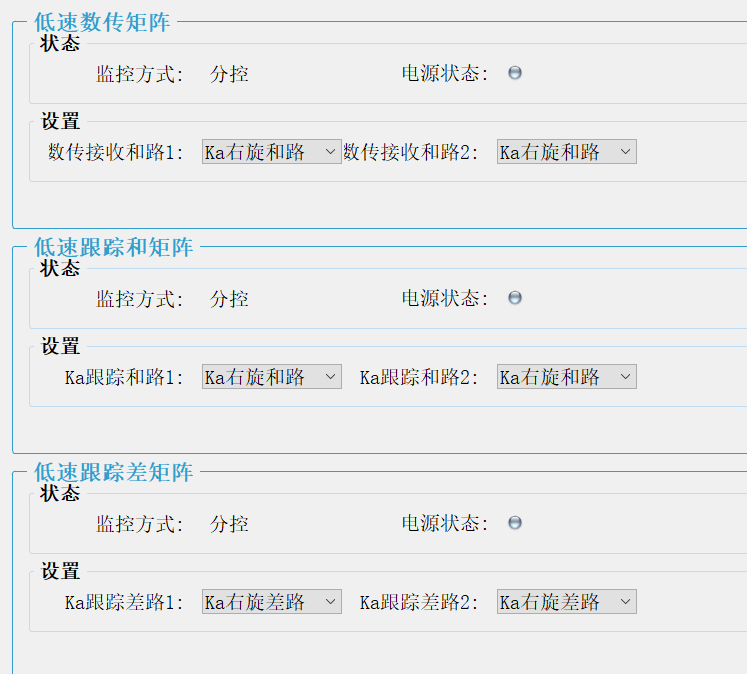 低速数传矩阵
状态
监控方式: 分控 电源状态:
设置
数传接收和路1: Ka右旋和路 数传接收和路2: Ka右旋和路
低速跟踪和矩阵
状态
监控方式: 分控 电源状态:
设置
Ka跟踪和路1: Ka右旋和路 Ka跟踪和路2: Ka右旋和路
低速跟踪差矩阵
状态
监控方式: 分控 电源状态:
设置
Ka跟踪差路1: Ka右旋差路 Ka跟踪差路2: Ka右旋差路